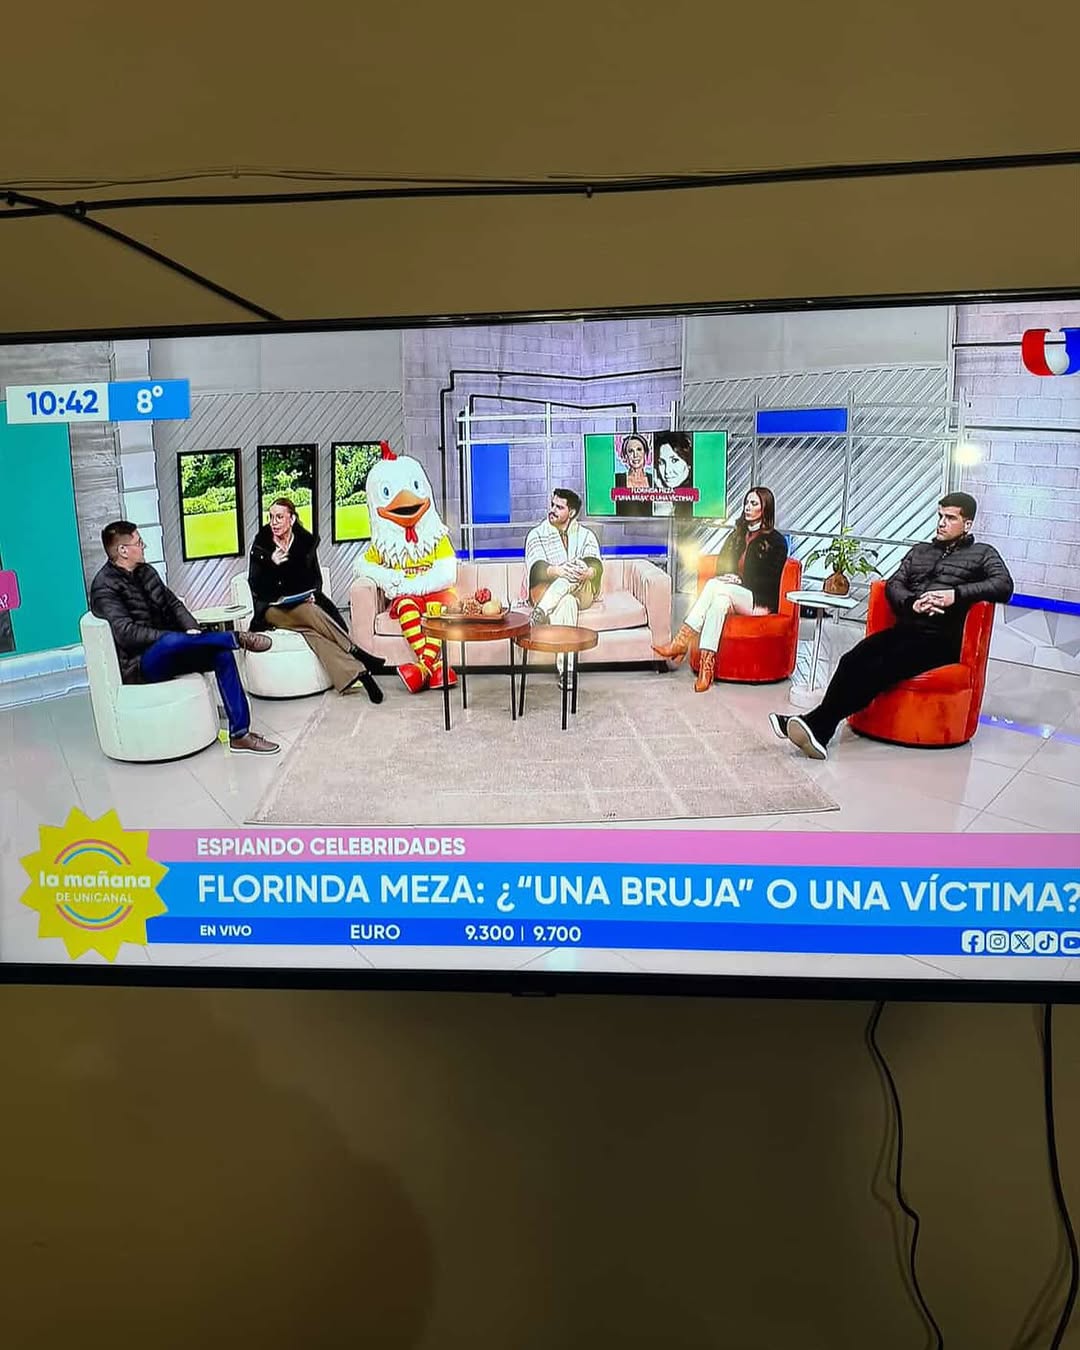 10:42 8°
FLORINDA MEZA:
¿"UNA BRUJA" O UNA VÍCTIMA?
A?
ESPIANDO CELEBRIDADES
la mañana
DE UNICANAL
FLORINDA MEZA: ¿“UNA BRUJA” O UNA VÍCTIMA?
EN VIVO EURO 9.300 | 9.700